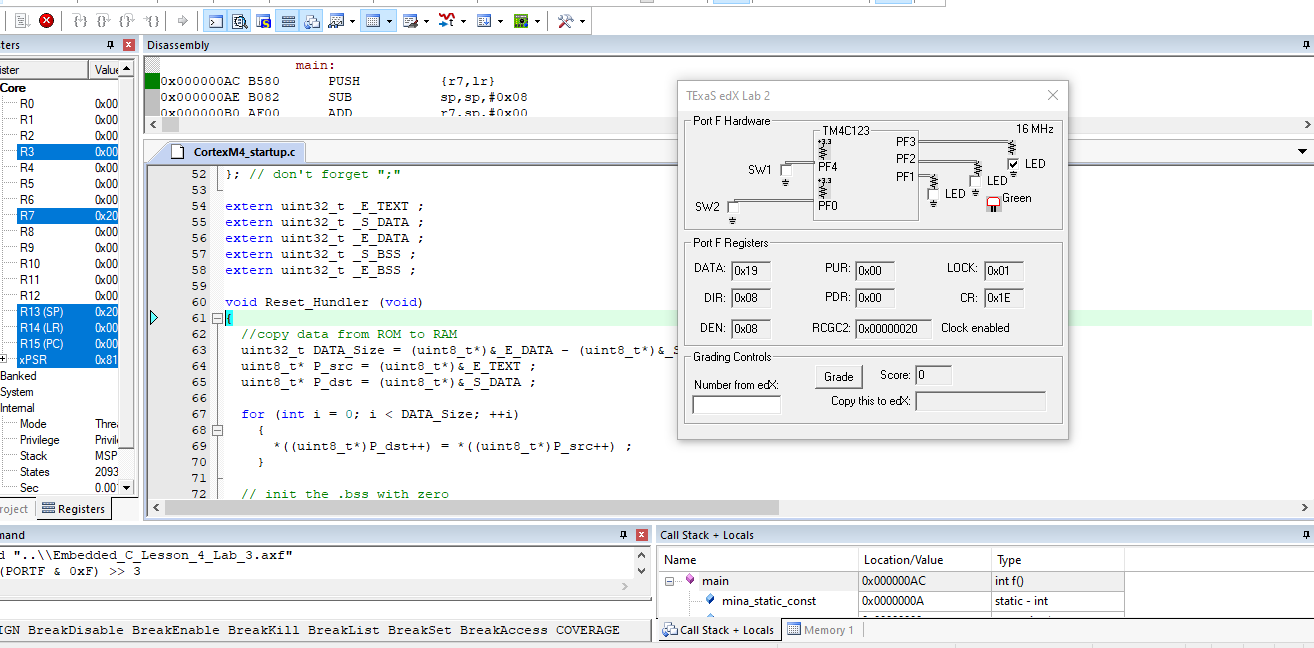 ters
Disassembly
ister Value
Core
R0 0x00
R1 0x00
R2 0x00
R3 0x00
R4 0x00
R5 0x00
R6 0x00
R7 0x20
R8 0x00
R9 0x00
R10 0x00
R11 0x00
R12 0x00
R13 (SP) 0x20
R14 (LR) 0x00
R15 (PC) 0x00
xPSR 0x81
Banked
System
Internal
Mode Threa
Privilege Privil
Stack MSP
States 2093
Sec 0.00
roject Registers
main:
0x000000AC B580 PUSH {r7,lr}
0x000000AE B082 SUB sp,sp,#0x08
0x000000B0 AF00 ADD r7,sp,#0x00
CortexM4_startup.c
52 }; // don't forget ";"
53
54 extern uint32_t _E_TEXT ;
55 extern uint32_t _S_DATA ;
56 extern uint32_t _E_DATA ;
57 extern uint32_t _S_BSS ;
58 extern uint32_t _E_BSS ;
59
60 void Reset_Hundler (void)
61 {
62 //copy data from ROM to RAM
63 uint32_t DATA_Size = (uint8_t*)&_E_DATA - (uint8_t*)&_S
64 uint8_t* P_src = (uint8_t*)&_E_TEXT ;
65 uint8_t* P_dst = (uint8_t*)&_S_DATA ;
66
67 for (int i = 0; i < DATA_Size; ++i)
68 {
69 *((uint8_t*)P_dst++) = *((uint8_t*)P_src++) ;
70 }
71
72 // init the .bss with zero
TExaS edX Lab 2
Port F Hardware
TM4C123
16 MHz
+3.3
PF3
SW1
PF4
PF2
LED
+3.3
PF1
LED
LED
Green
SW2
PF0
Port F Registers
DATA: 0x19 PUR: 0x00 LOCK: 0x01
DIR: 0x08 PDR: 0x00 CR: 0x1E
DEN: 0x08 RCGC2: 0x00000020 Clock enabled
Grading Controls
Number from edX:
Grade Score: 0
Copy this to edX:
mand
d "..\\Embedded_C_Lesson_4_Lab_3.axf"
(PORTF & 0xF) >> 3
IGN BreakDisable BreakEnable BreakKill BreakList BreakSet BreakAccess COVERAGE
Call Stack + Locals
Name Location/Value Type
main 0x000000AC int f()
mina_static_const 0x0000000A static - int
Call Stack + Locals Memory 1